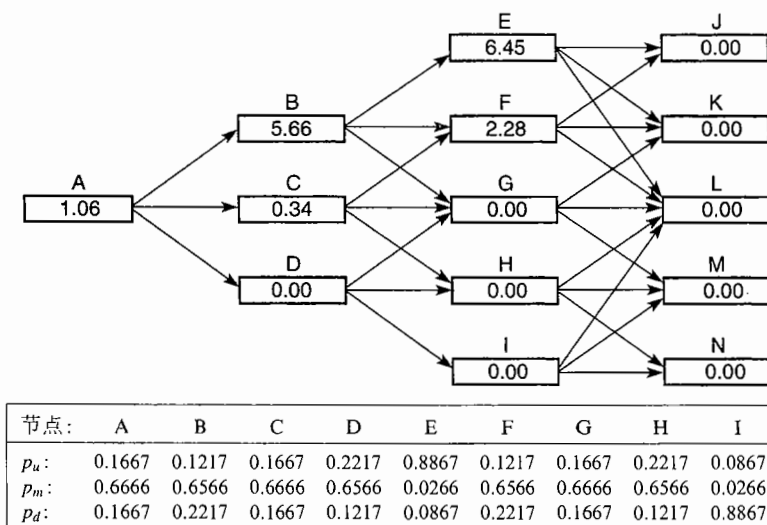 E
6.45
J
0.00
B
5.66
F
2.28
K
0.00
A
1.06
C
0.34
G
0.00
L
0.00
D
0.00
H
0.00
M
0.00
I
0.00
N
0.00
节点: A B C D E F G H I
pu: 0.1667 0.1217 0.1667 0.2217 0.8867 0.1217 0.1667 0.2217 0.0867
pm: 0.6666 0.6566 0.6666 0.6566 0.0266 0.6566 0.6666 0.6566 0.0266
pd: 0.1667 0.2217 0.1667 0.1217 0.0867 0.2217 0.1667 0.1217 0.8867